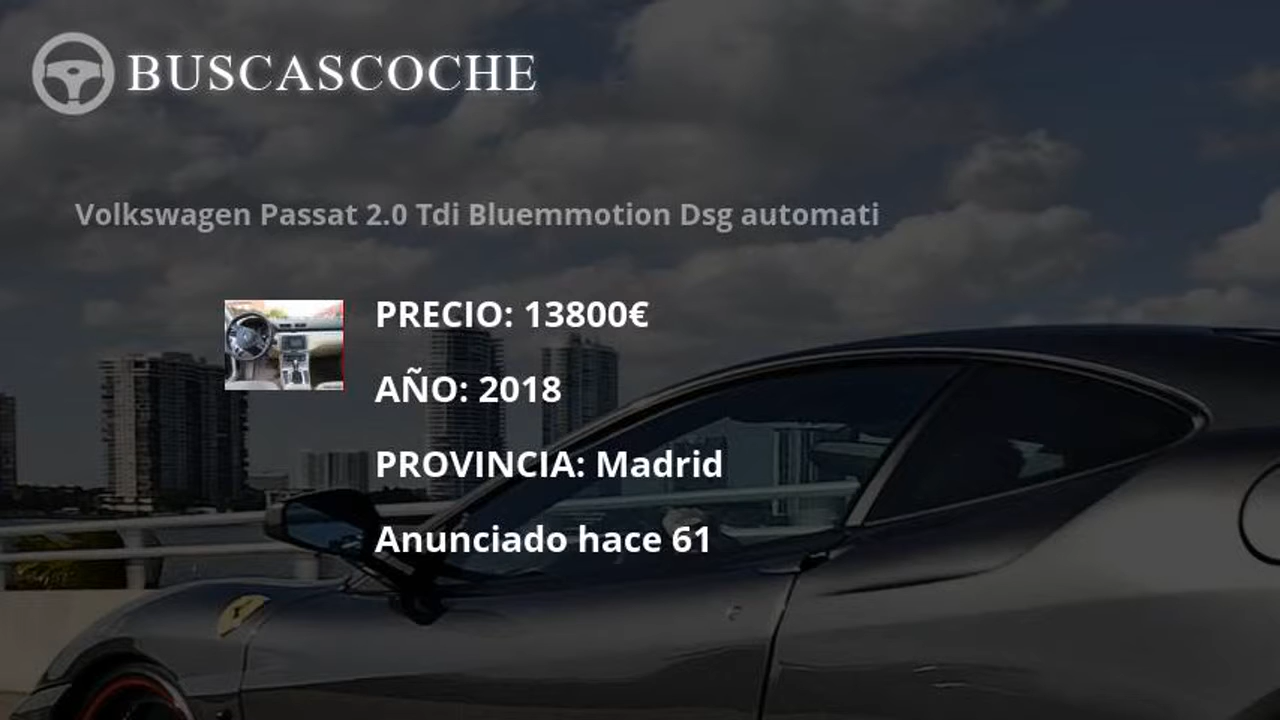 BUSCASCOCHE
Volkswagen Passat 2.0 Tdi Bluemmotion Dsg automati
PRECIO: 13800€
AÑO: 2018
PROVINCIA: Madrid
Anunciado hace 61